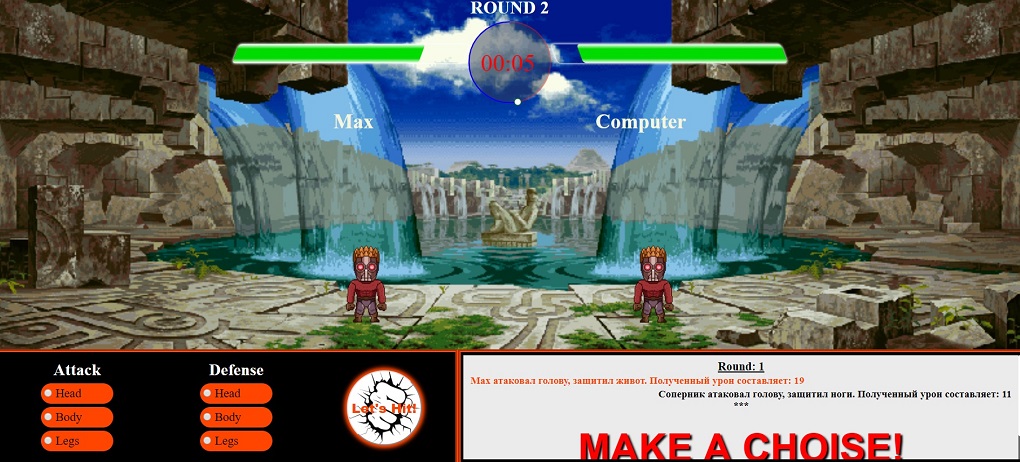 ROUND 2
00:05
Max
Computer
Attack
Head
Body
Legs
Defense
Head
Body
Legs
Let's Hit!
Round: 1
Max атаковал голову, защитил живот. Полученный урон составляет: 19
Соперник атаковал голову, защитил ноги. Полученный урон составляет: 11
***
MAKE A CHOISE!